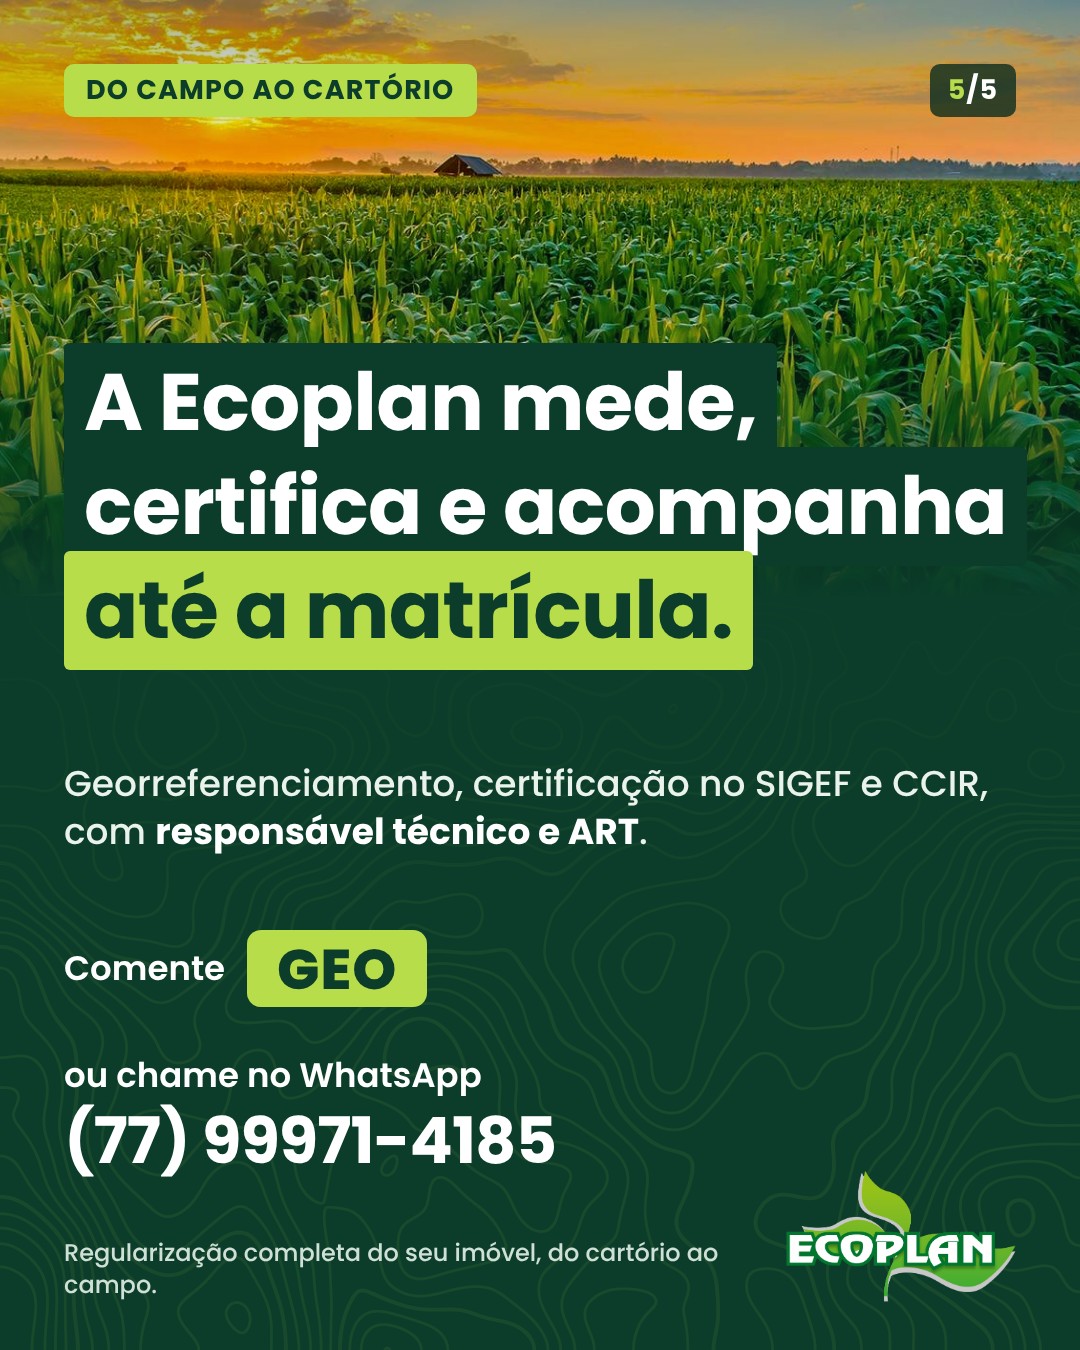 DO CAMPO AO CARTÓRIO
5/5
A Ecoplan mede,
certifica e acompanha
até a matrícula.
Georreferenciamento, certificação no SIGEF e CCIR,
com responsável técnico e ART.
Comente GEO
ou chame no WhatsApp
(77) 99971-4185
Regularização completa do seu imóvel, do cartório ao
campo.
ECOPLAN